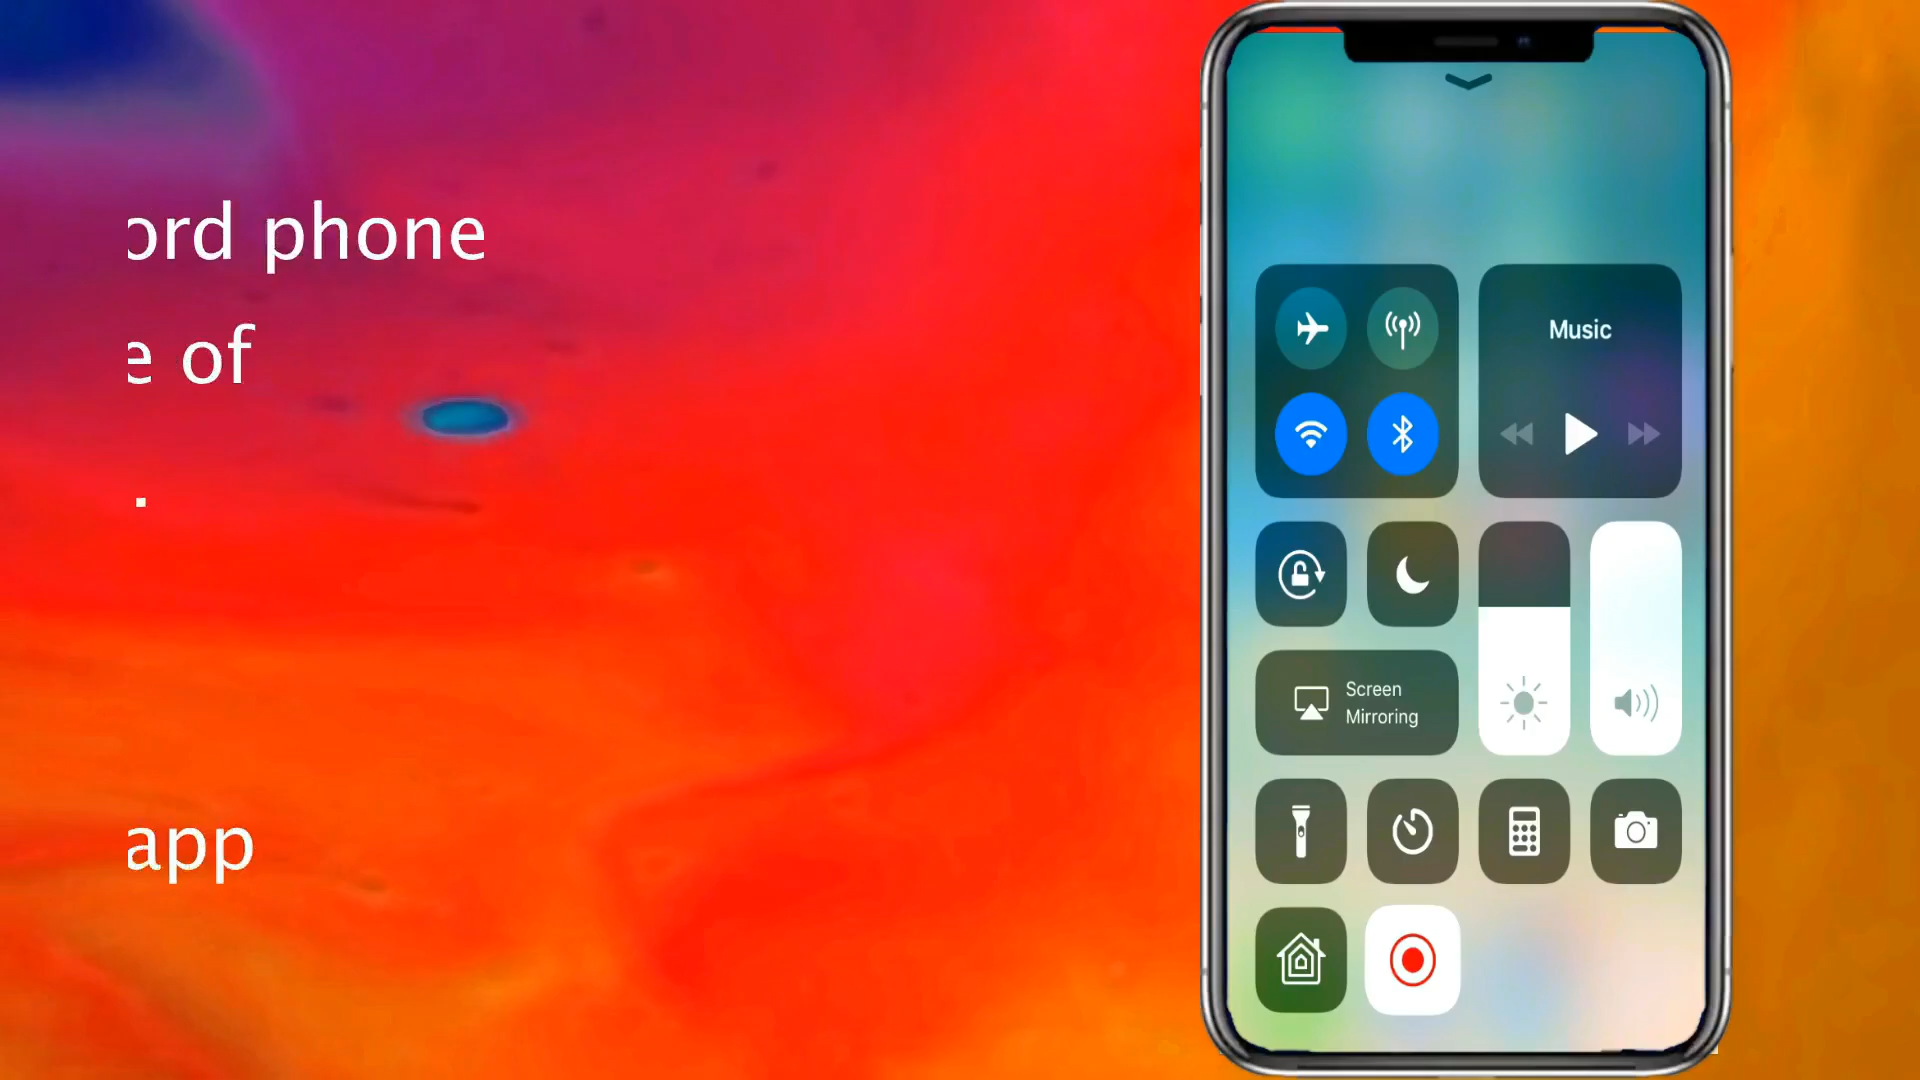 ord phone
e of
.
app
Music
Screen
Mirroring